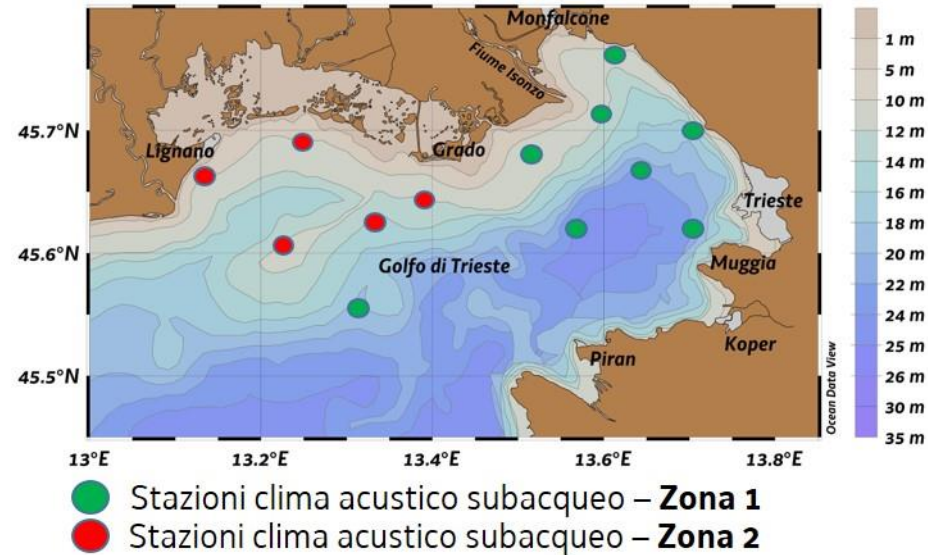 Monfalcone
Fiume Isonzo
45.7°N
Lignano
Grado
Trieste
45.6°N
Golfo di Trieste
Muggia
Koper
Piran
45.5°N
Ocean Data View
13°E 13.2°E 13.4°E 13.6°E 13.8°E
1 m
5 m
10 m
12 m
14 m
16 m
18 m
20 m
22 m
24 m
25 m
26 m
30 m
35 m
Stazioni clima acustico subacqueo – Zona 1
Stazioni clima acustico subacqueo – Zona 2